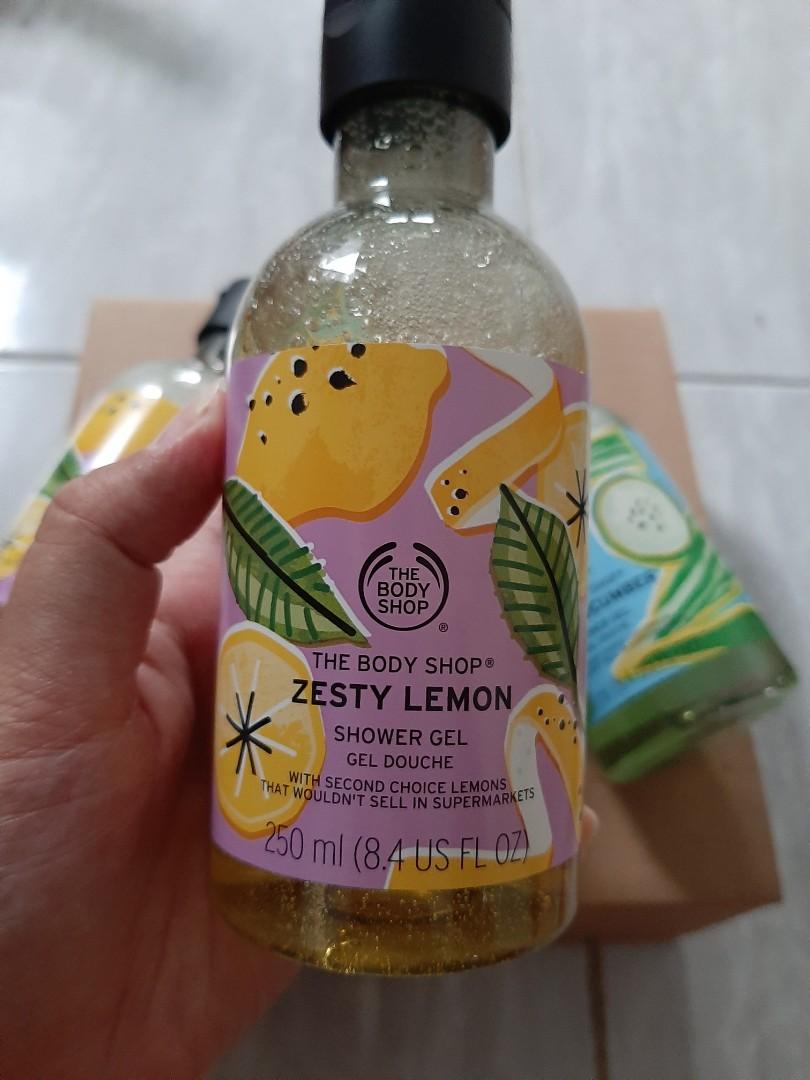 THE
BODY
SHOP
®
THE BODY SHOP®
ZESTY LEMON
SHOWER GEL
GEL DOUCHE
WITH SECOND CHOICE LEMONS
THAT WOULDN'T SELL IN SUPERMARKETS
250 ml (8.4 US FL OZ)